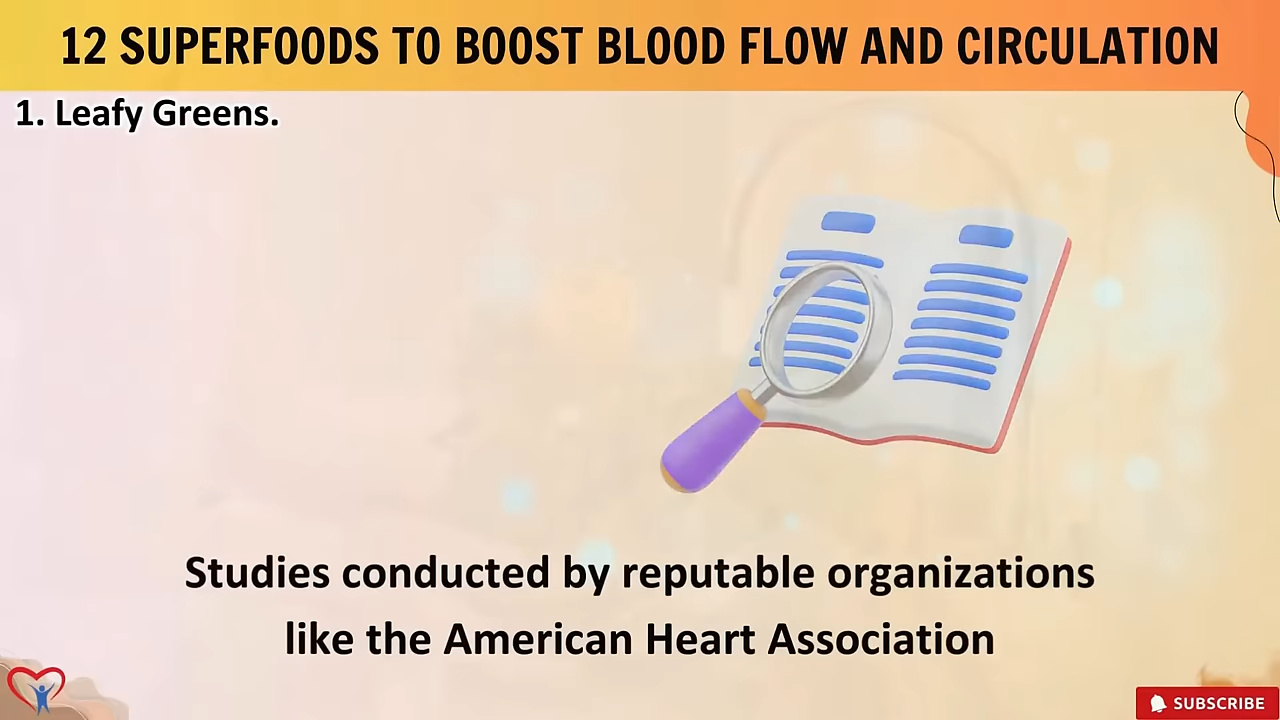 12 SUPERFOODS TO BOOST BLOOD FLOW AND CIRCULATION
1. Leafy Greens.
Studies conducted by reputable organizations
like the American Heart Association
SUBSCRIBE